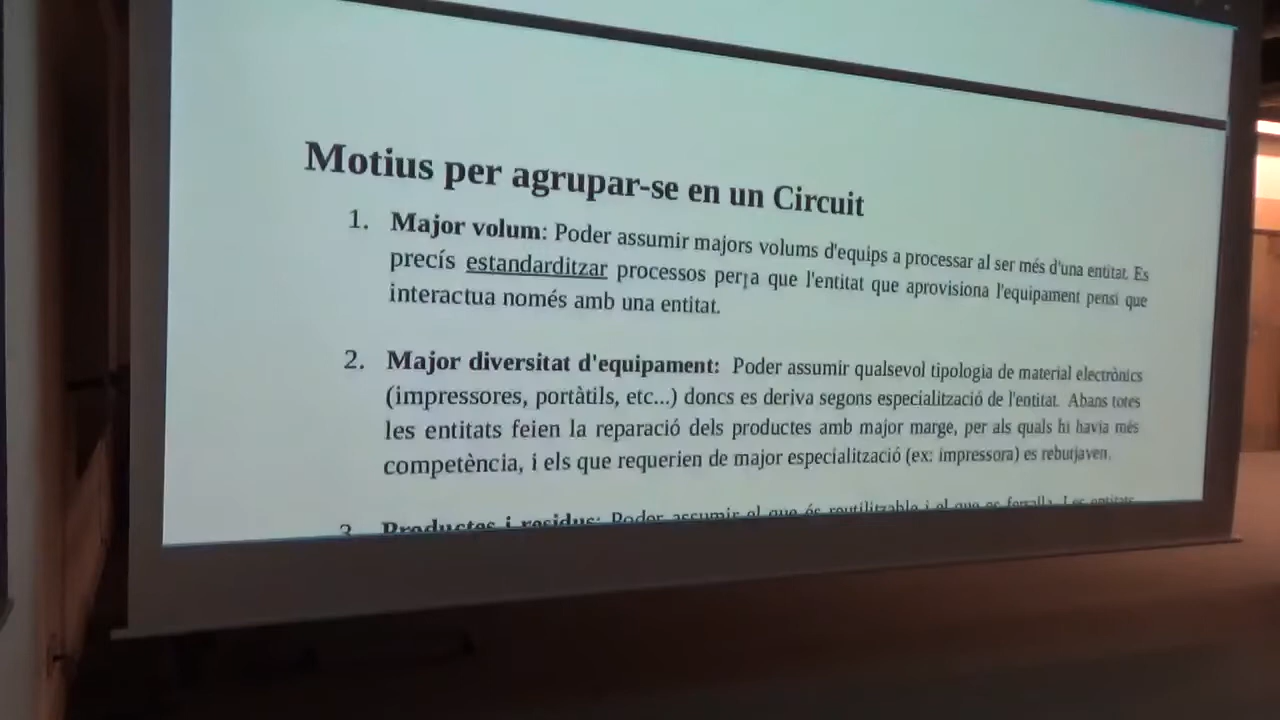 Motius per agrupar-se en un Circuit
1. Major volum: Poder assumir majors volums d'equips a processar al ser més d'una entitat. Es
precís estandarditzar processos per a que l'entitat que aprovisiona l'equipament pensi que
interactua només amb una entitat.
2. Major diversitat d'equipament: Poder assumir qualsevol tipologia de material electrònics
(impressores, portàtils, etc...) doncs es deriva segons especialització de l'entitat. Abans totes
les entitats feien la reparació dels productes amb major marge, per als quals hi havia més
competència, i els que requerien de major especialització (ex: impressora) es rebutjaven.
3. Productes i residus: Poder assumir el que és reutilitzable i el que es ferralla. Les entitats